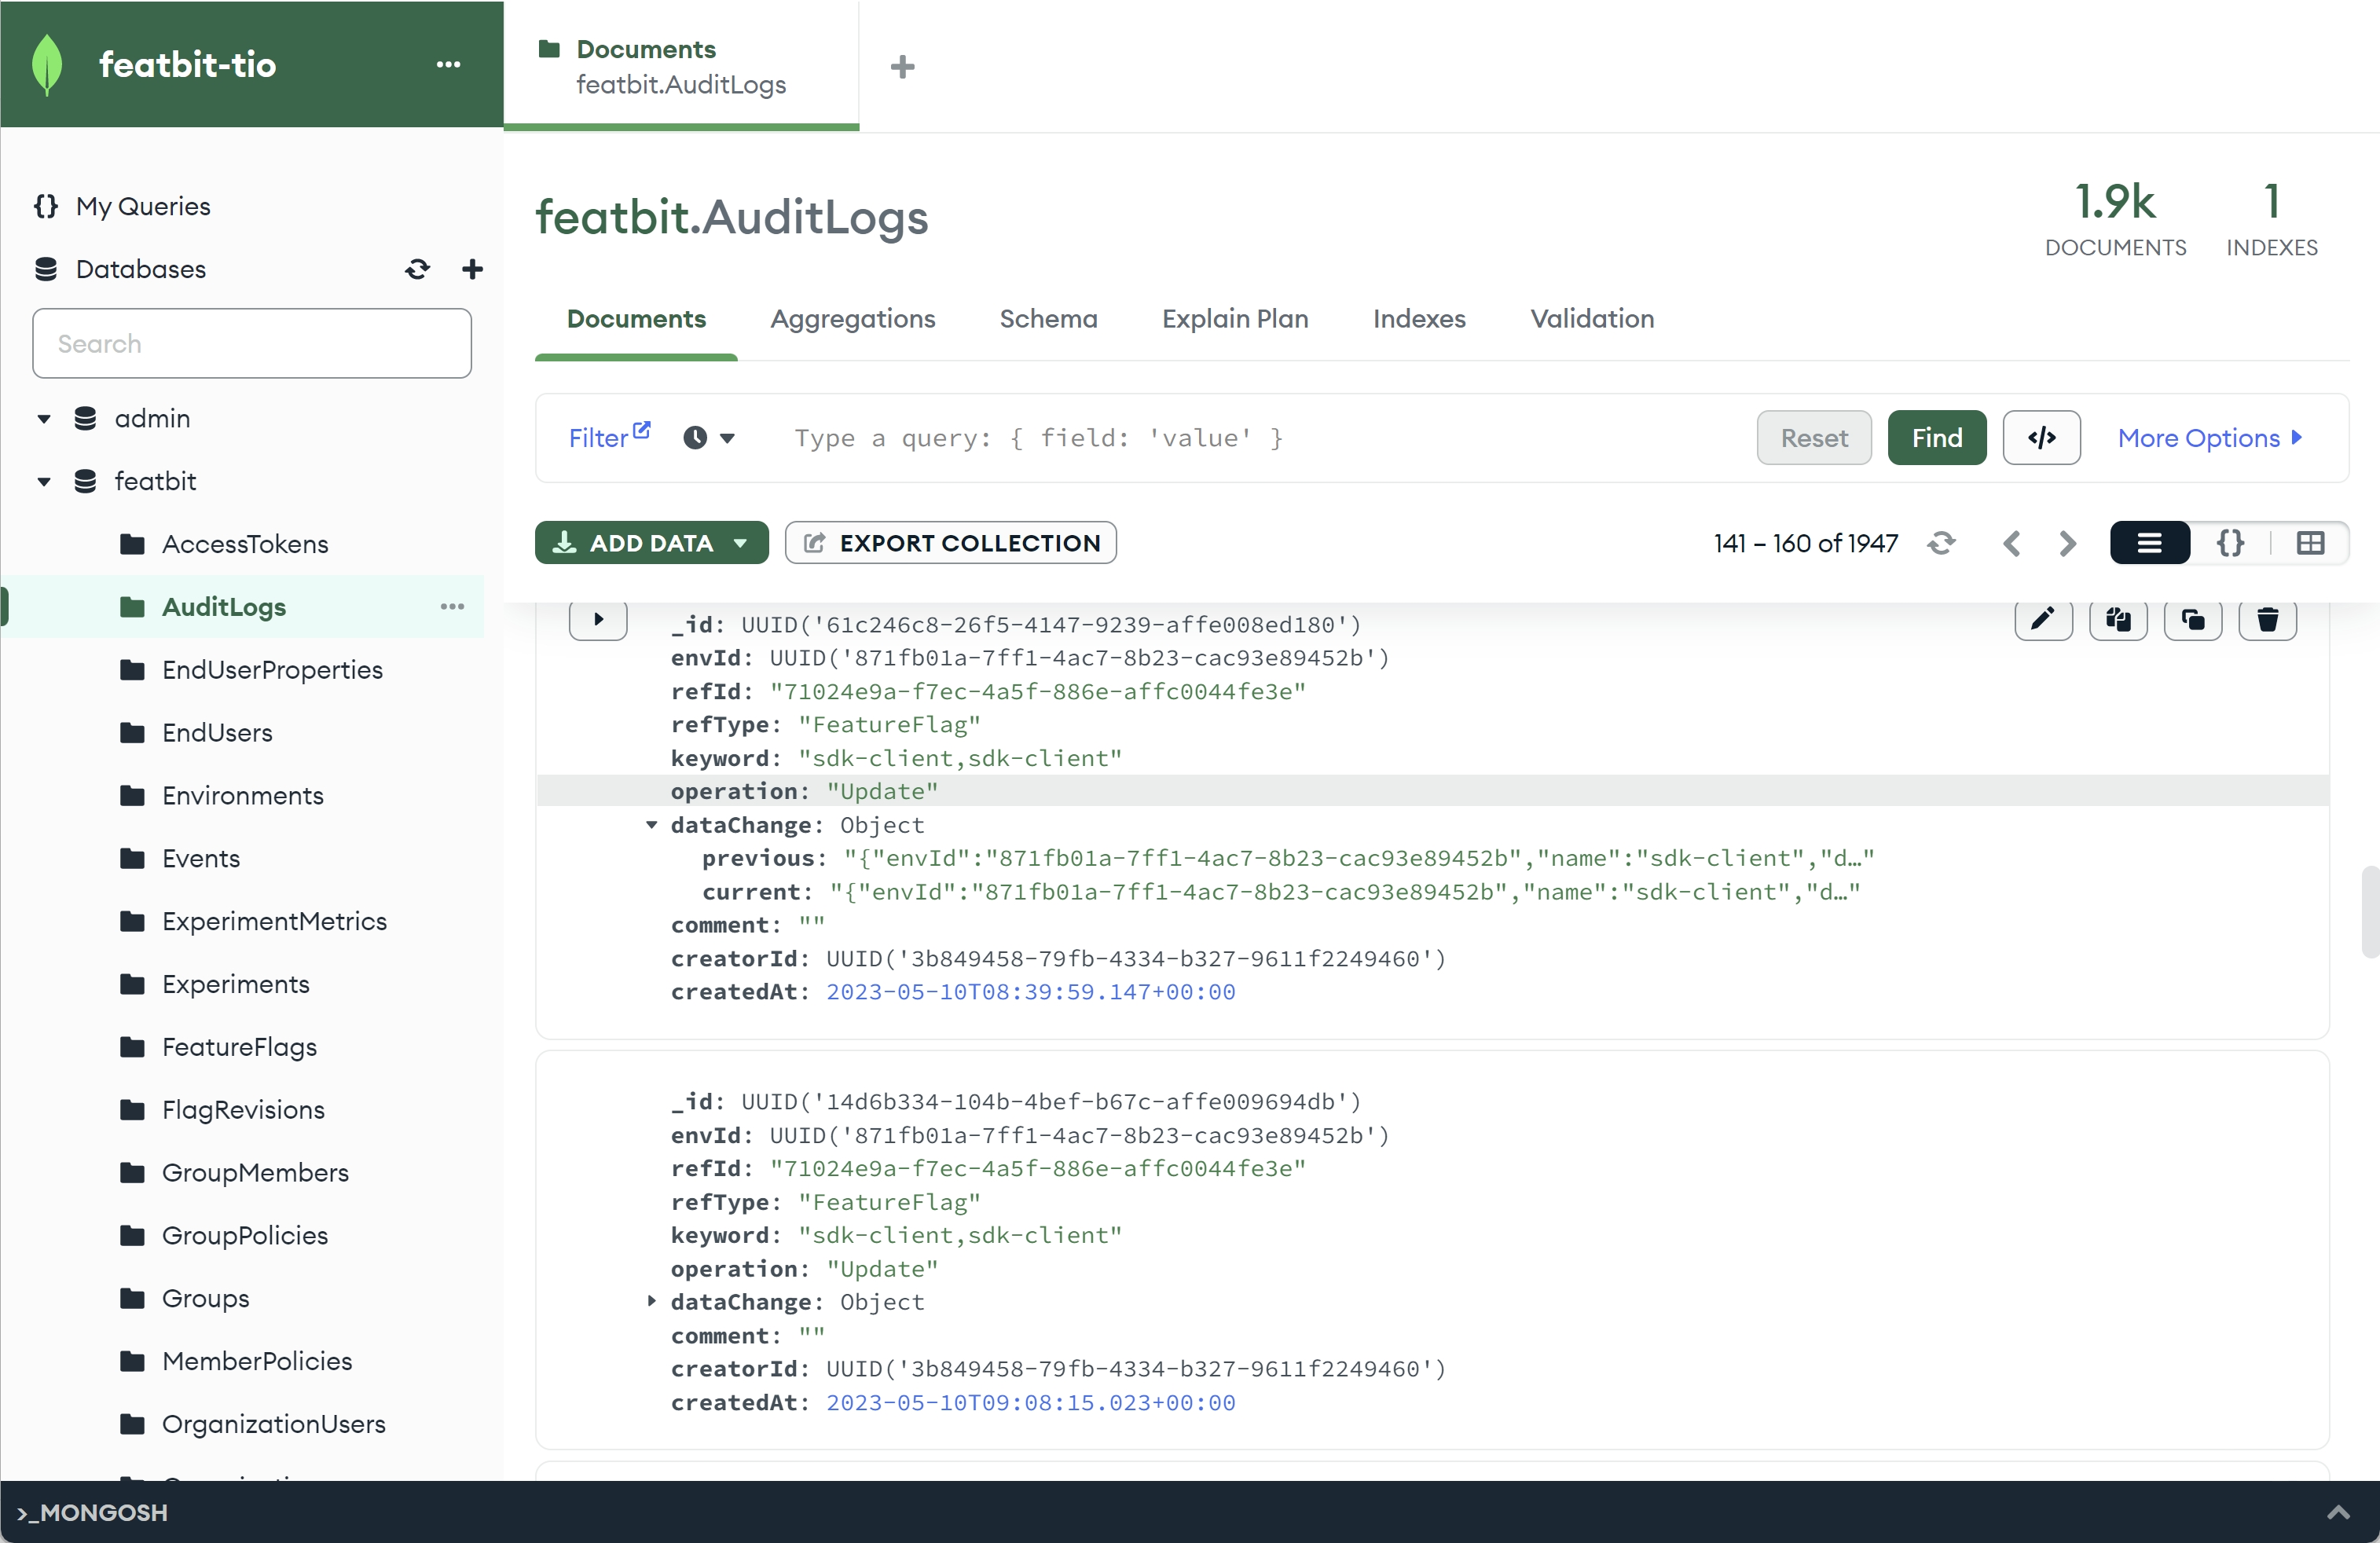 featbit-tio
Documents
featbit.AuditLogs
My Queries
Databases
Search
admin
featbit
AccessTokens
AuditLogs
EndUserProperties
EndUsers
Environments
Events
ExperimentMetrics
Experiments
FeatureFlags
FlagRevisions
GroupMembers
GroupPolicies
Groups
MemberPolicies
OrganizationUsers
featbit.AuditLogs
1.9k
DOCUMENTS
1
INDEXES
Documents Aggregations Schema Explain Plan Indexes Validation
Filter Type a query: { field: 'value' } Reset Find </> More Options
ADD DATA EXPORT COLLECTION 141 – 160 of 1947 {}
_id: UUID('61c246c8-26f5-4147-9239-affe008ed180')
envId: UUID('871fb01a-7ff1-4ac7-8b23-cac93e89452b')
refId: "71024e9a-f7ec-4a5f-886e-affc0044fe3e"
refType: "FeatureFlag"
keyword: "sdk-client,sdk-client"
operation: "Update"
dataChange: Object
previous: "{"envId":"871fb01a-7ff1-4ac7-8b23-cac93e89452b","name":"sdk-client","d…"
current: "{"envId":"871fb01a-7ff1-4ac7-8b23-cac93e89452b","name":"sdk-client","d…"
comment: ""
creatorId: UUID('3b849458-79fb-4334-b327-9611f2249460')
createdAt: 2023-05-10T08:39:59.147+00:00
_id: UUID('14d6b334-104b-4bef-b67c-affe009694db')
envId: UUID('871fb01a-7ff1-4ac7-8b23-cac93e89452b')
refId: "71024e9a-f7ec-4a5f-886e-affc0044fe3e"
refType: "FeatureFlag"
keyword: "sdk-client,sdk-client"
operation: "Update"
dataChange: Object
comment: ""
creatorId: UUID('3b849458-79fb-4334-b327-9611f2249460')
createdAt: 2023-05-10T09:08:15.023+00:00
>_MONGOSH